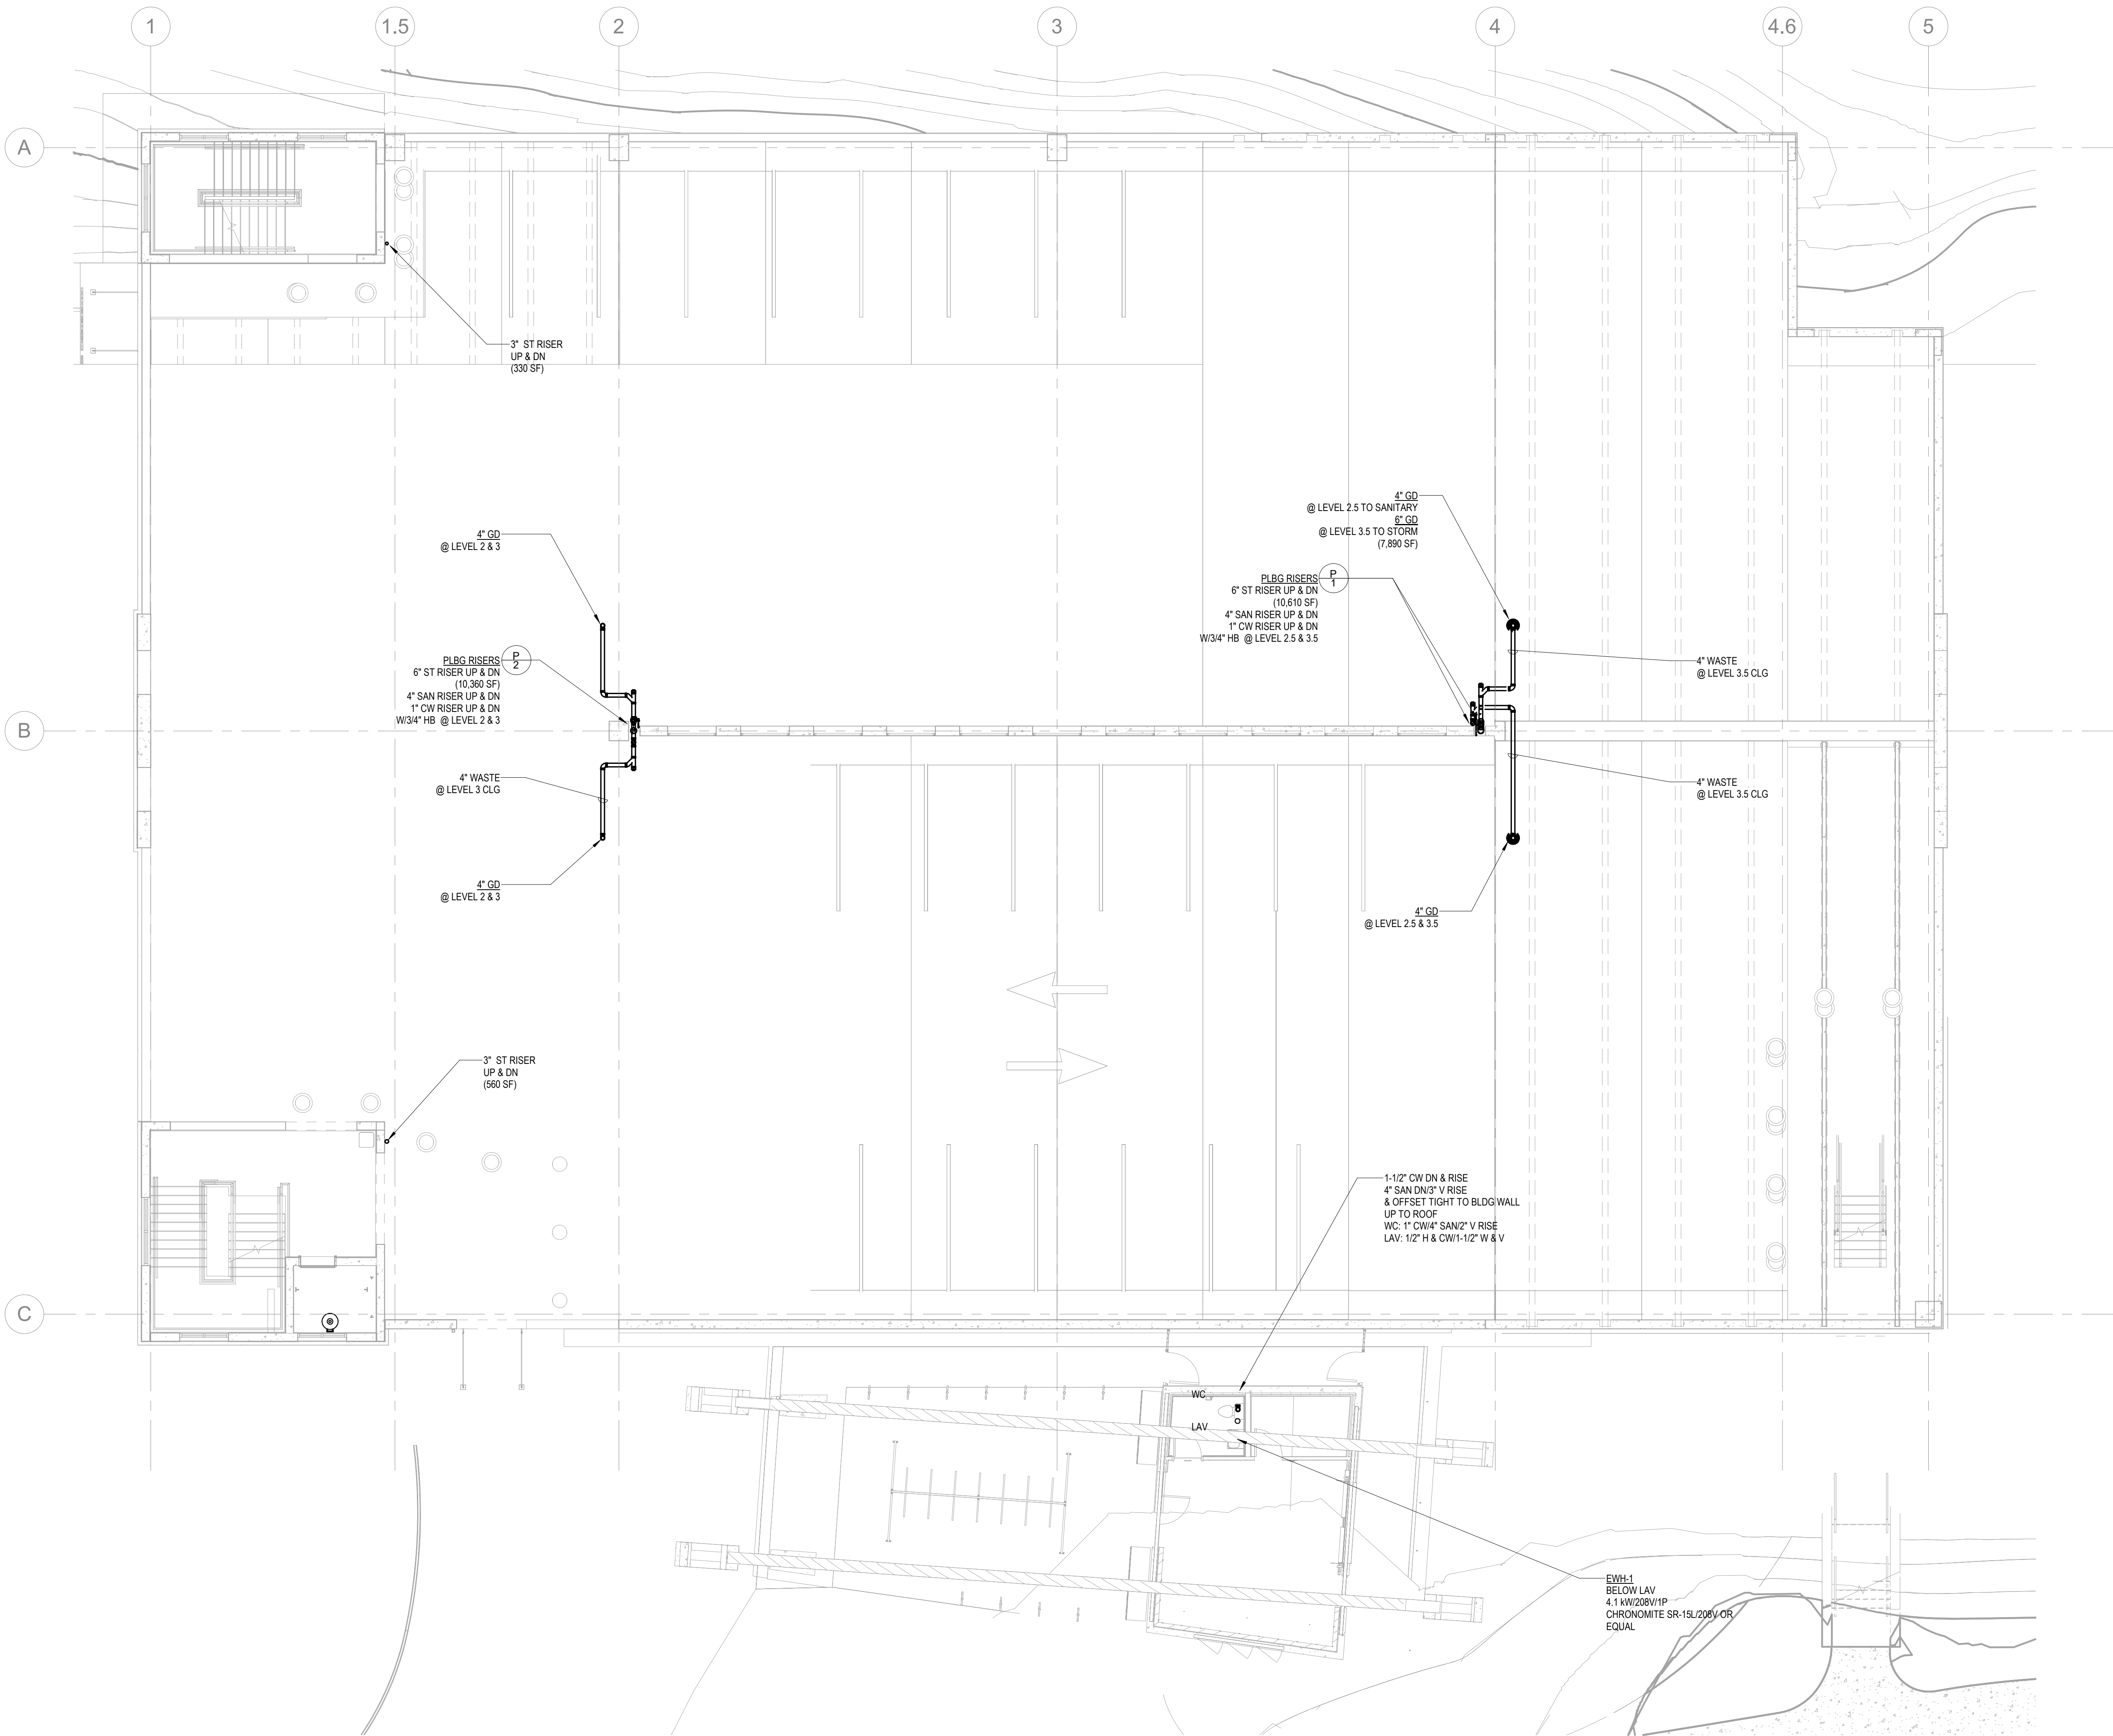 1
1.5
2
3
4
4.6
5
A
B
C
3" ST RISER
UP & DN
(330 SF)
4" GD
@ LEVEL 2 & 3
4" GD
@ LEVEL 2.5 TO SANITARY
6" GD
@ LEVEL 3.5 TO STORM
(7,890 SF)
PLBG RISERS
6" ST RISER UP & DN
(10,610 SF)
4" SAN RISER UP & DN
1" CW RISER UP & DN
W/3/4" HB @ LEVEL 2.5 & 3.5
P
1
PLBG RISERS
6" ST RISER UP & DN
(10,360 SF)
4" SAN RISER UP & DN
1" CW RISER UP & DN
W/3/4" HB @ LEVEL 2 & 3
P
2
4" WASTE
@ LEVEL 3.5 CLG
4" WASTE
@ LEVEL 3 CLG
4" WASTE
@ LEVEL 3.5 CLG
4" GD
@ LEVEL 2 & 3
4" GD
@ LEVEL 2.5 & 3.5
3" ST RISER
UP & DN
(560 SF)
1-1/2" CW DN & RISE
4" SAN DN/3" V RISE
& OFFSET TIGHT TO BLDG WALL
UP TO ROOF
WC: 1" CW/4" SAN/2" V RISE
LAV: 1/2" H & CW/1-1/2" W & V
WC
LAV
EWH-1
BELOW LAV
4.1 kW/208V/1P
CHRONOMITE SR-15L/208V OR
EQUAL